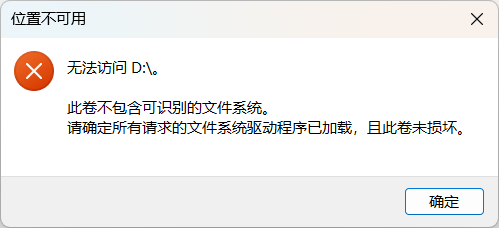 位置不可用
无法访问 D:\。
此卷不包含可识别的文件系统。
请确定所有请求的文件系统驱动程序已加载，且此卷未损坏。
确定